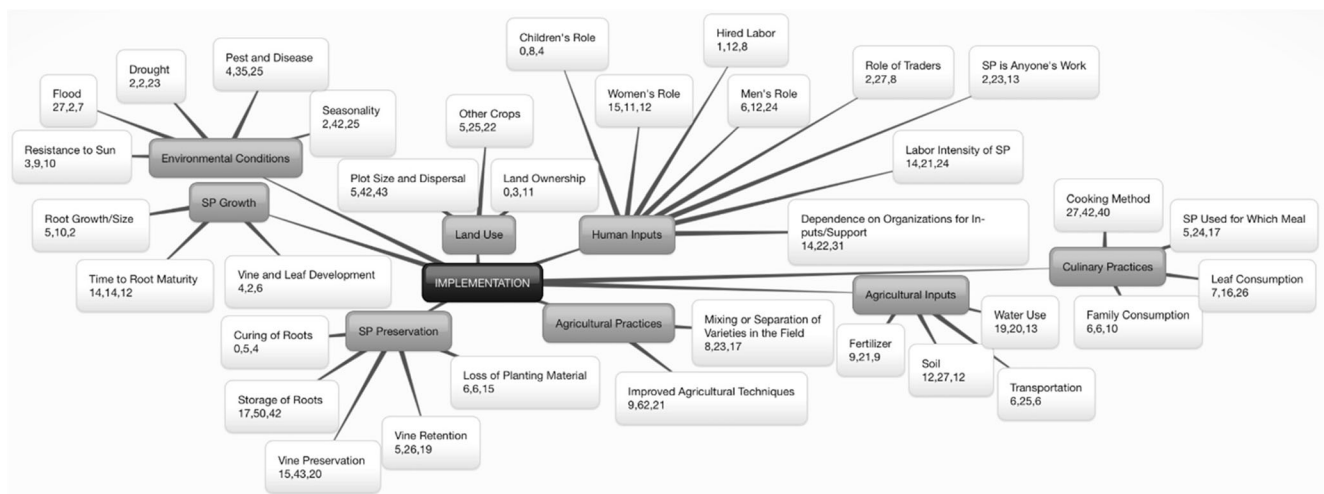 Children's Role
0,8,4
Hired Labor
1,12,8
Pest and Disease
4,35,25
Drought
2,2,23
Role of Traders
2,27,8
SP is Anyone's Work
2,23,13
Flood
27,2,7
Women's Role
15,11,12
Men's Role
6,12,24
Seasonality
2,42,25
Other Crops
5,25,22
Resistance to Sun
3,9,10
Environmental Conditions
Labor Intensity of SP
14,21,24
Plot Size and Dispersal
5,42,43
Land Ownership
0,3,11
SP Growth
Cooking Method
27,42,40
Root Growth/Size
5,10,2
Land Use
Human Inputs
Dependence on Organizations for In-
puts/Support
14,22,31
SP Used for Which Meal
5,24,17
Time to Root Maturity
14,14,12
Vine and Leaf Development
4,2,6
IMPLEMENTATION
Culinary Practices
Leaf Consumption
7,16,26
Agricultural Inputs
Family Consumption
6,6,10
Water Use
19,20,13
SP Preservation
Agricultural Practices
Mixing or Separation of
Varieties in the Field
8,23,17
Curing of Roots
0,5,4
Fertilizer
9,21,9
Soil
12,27,12
Loss of Planting Material
6,6,15
Transportation
6,25,6
Storage of Roots
17,50,42
Improved Agricultural Techniques
9,62,21
Vine Retention
5,26,19
Vine Preservation
15,43,20